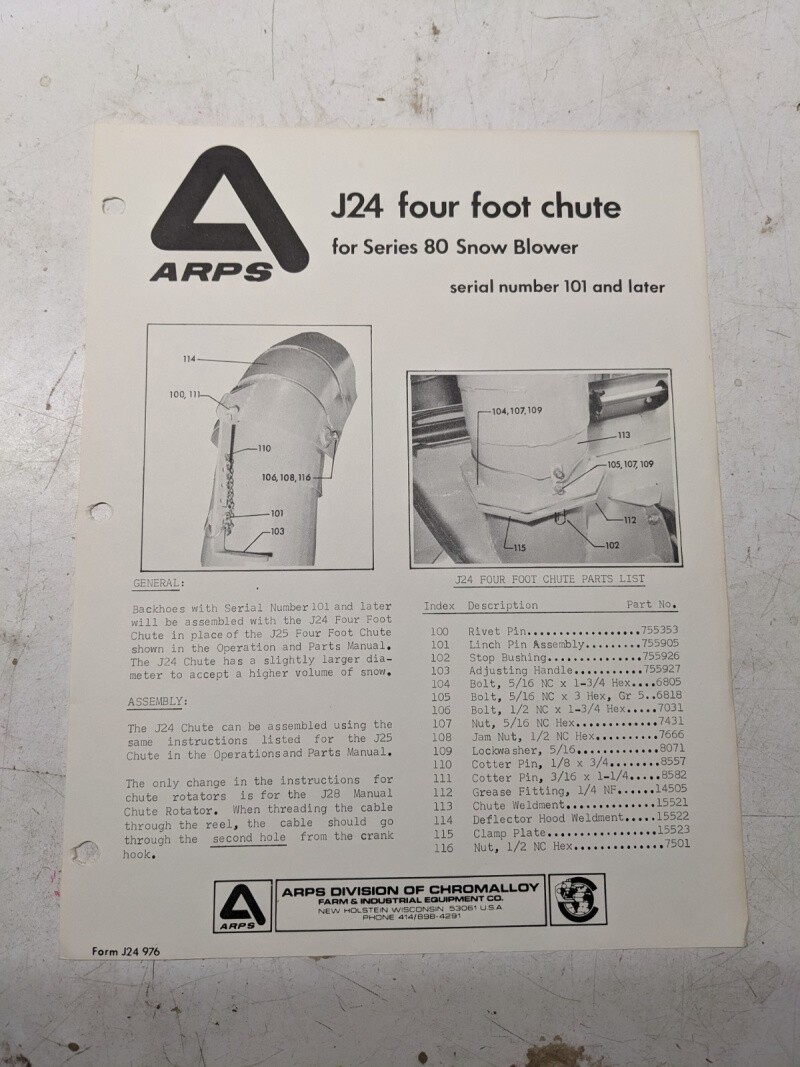 ARPS
J24 four foot chute
for Series 80 Snow Blower
serial number 101 and later
114
100, 111
110
106, 108, 116
101
103
104, 107, 109
113
105, 107, 109
112
115
102
GENERAL:
Backhoes with Serial Number 101 and later
will be assembled with the J24 Four Foot
Chute in place of the J25 Four Foot Chute
shown in the Operation and Parts Manual.
The J24 Chute has a slightly larger dia-
meter to accept a higher volume of snow.
ASSEMBLY:
The J24 Chute can be assembled using the
same instructions listed for the J25
Chute in the Operations and Parts Manual.
The only change in the instructions for
chute rotators is for the J28 Manual
Chute Rotator. When threading the cable
through the reel, the cable should go
through the second hole from the crank
hook.
J24 FOUR FOOT CHUTE PARTS LIST
Index Description Part No.
100 Rivet Pin..................755353
101 Linch Pin Assembly.........755905
102 Stop Bushing...............755926
103 Adjusting Handle...........755927
104 Bolt, 5/16 NC x 1-3/4 Hex....6805
105 Bolt, 5/16 NC x 3 Hex, Gr 5..6818
106 Bolt, 1/2 NC x 1-3/4 Hex.....7031
107 Nut, 5/16 NC Hex.............7431
108 Jam Nut, 1/2 NC Hex..........7666
109 Lockwasher, 5/16.............8071
110 Cotter Pin, 1/8 x 3/4........8557
111 Cotter Pin, 3/16 x 1-1/4.....8582
112 Grease Fitting, 1/4 NF......14505
113 Chute Weldment..............15521
114 Deflector Hood Weldment.....15522
115 Clamp Plate.................15523
116 Nut, 1/2 NC Hex..............7501
ARPS
ARPS DIVISION OF CHROMALLOY
FARM & INDUSTRIAL EQUIPMENT CO.
NEW HOLSTEIN WISCONSIN 53061 U.S.A
PHONE 414/898-4291
Form J24 976